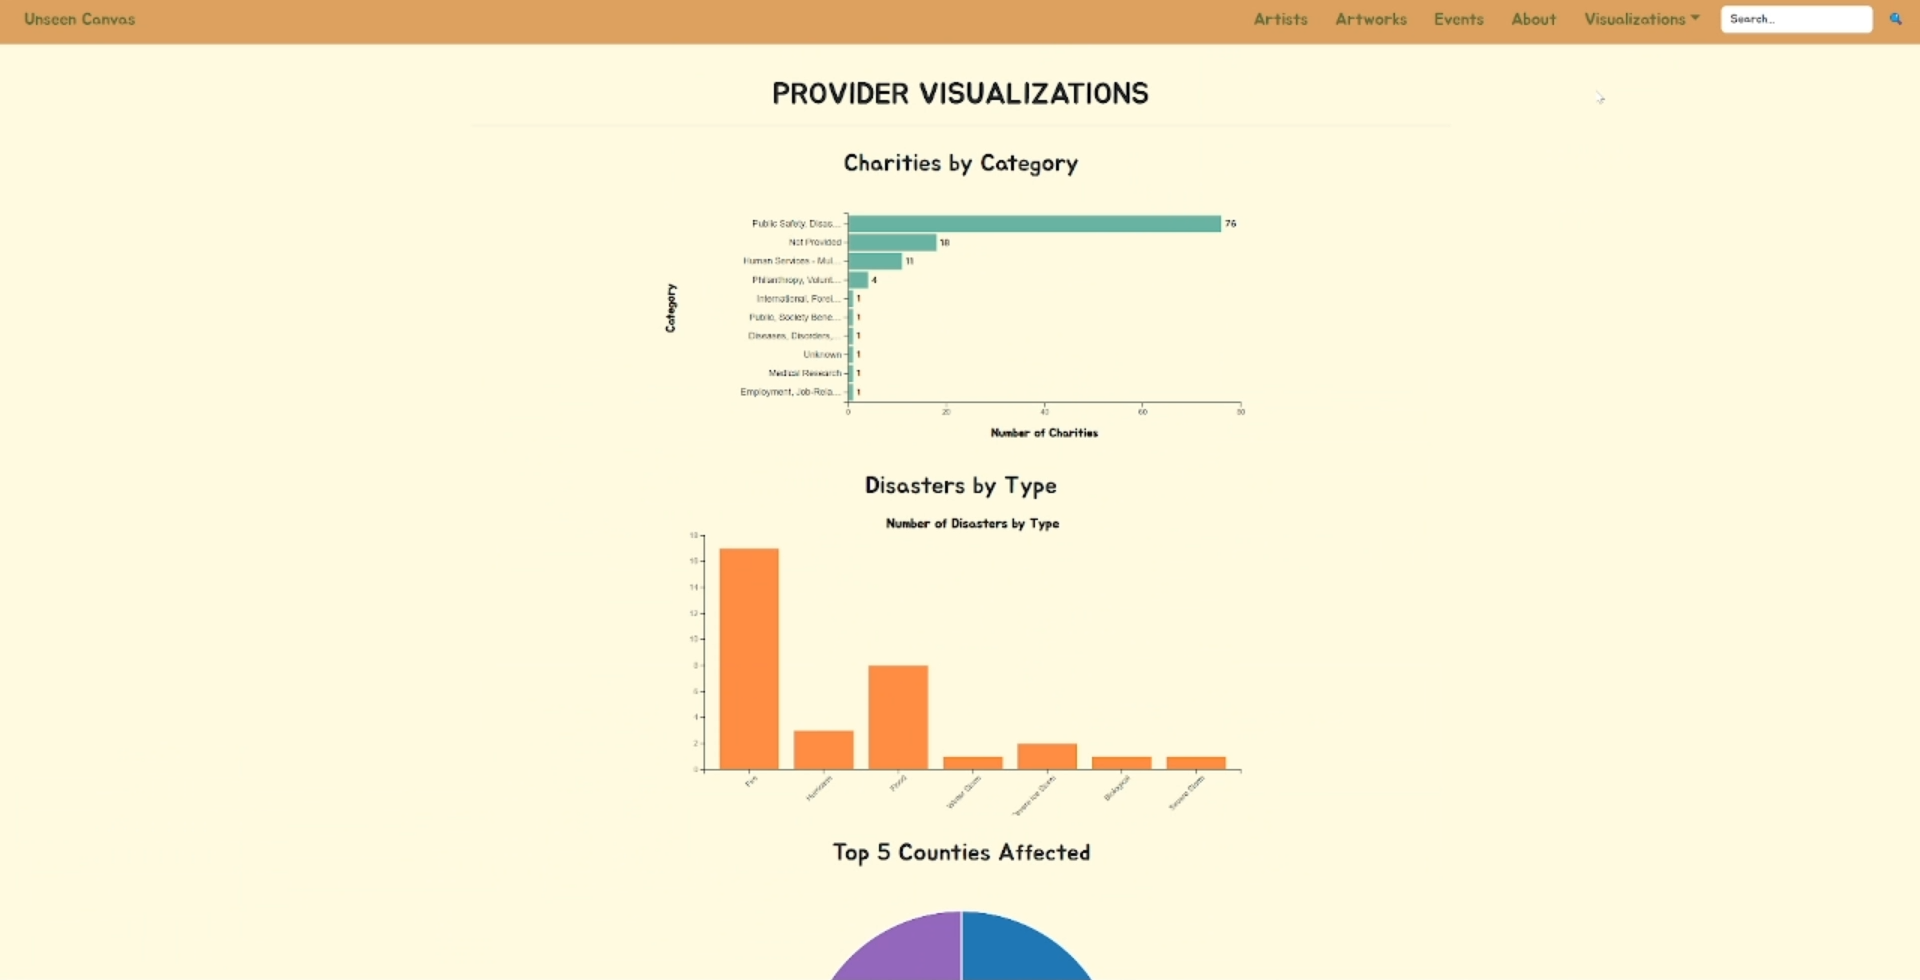 Unseen Canvas
Artists Artworks Events About Visualizations Search..
PROVIDER VISUALIZATIONS
Charities by Category
Public Safety, Disas... 76
Not Provided 18
Human Services - Mul... 11
Philanthropy, Volunt... 4
International, Forei... 1
Public, Society Bene... 1
Diseases, Disorders,... 1
Unknown 1
Medical Research 1
Employment, Job-Rela... 1
Category
0 20 40 60 80
Number of Charities
Disasters by Type
Number of Disasters by Type
18
16
14
12
10
8
6
4
2
0
Fire Hurricane Flood Winter Storm Severe Ice Storm Biological Severe Storm
Top 5 Counties Affected